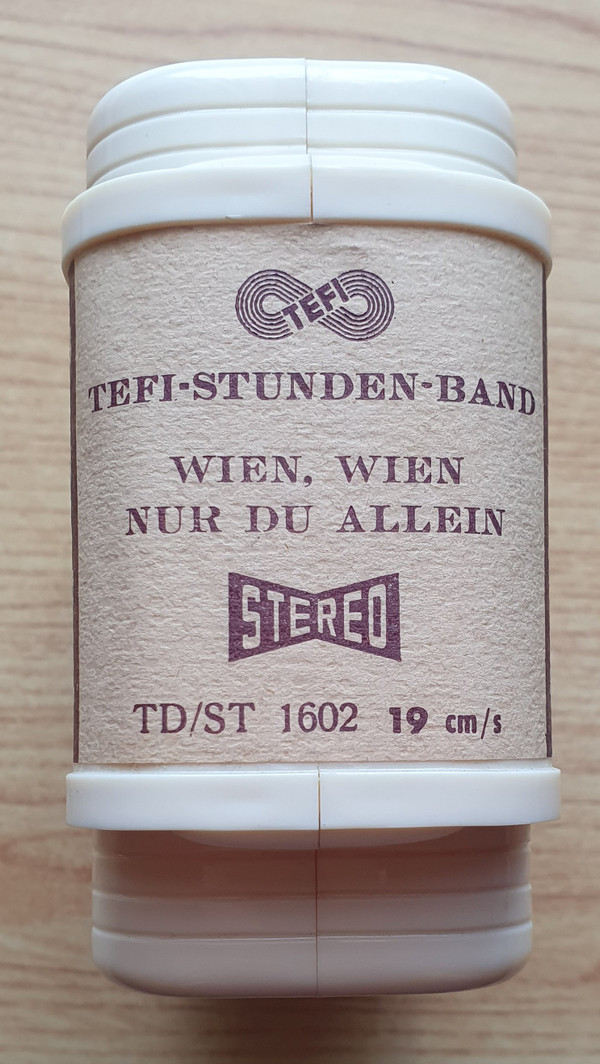 TEFI
TEFI-STUNDEN-BAND
WIEN, WIEN
NUR DU ALLEIN
STEREO
TD/ST 1602 19 cm/s